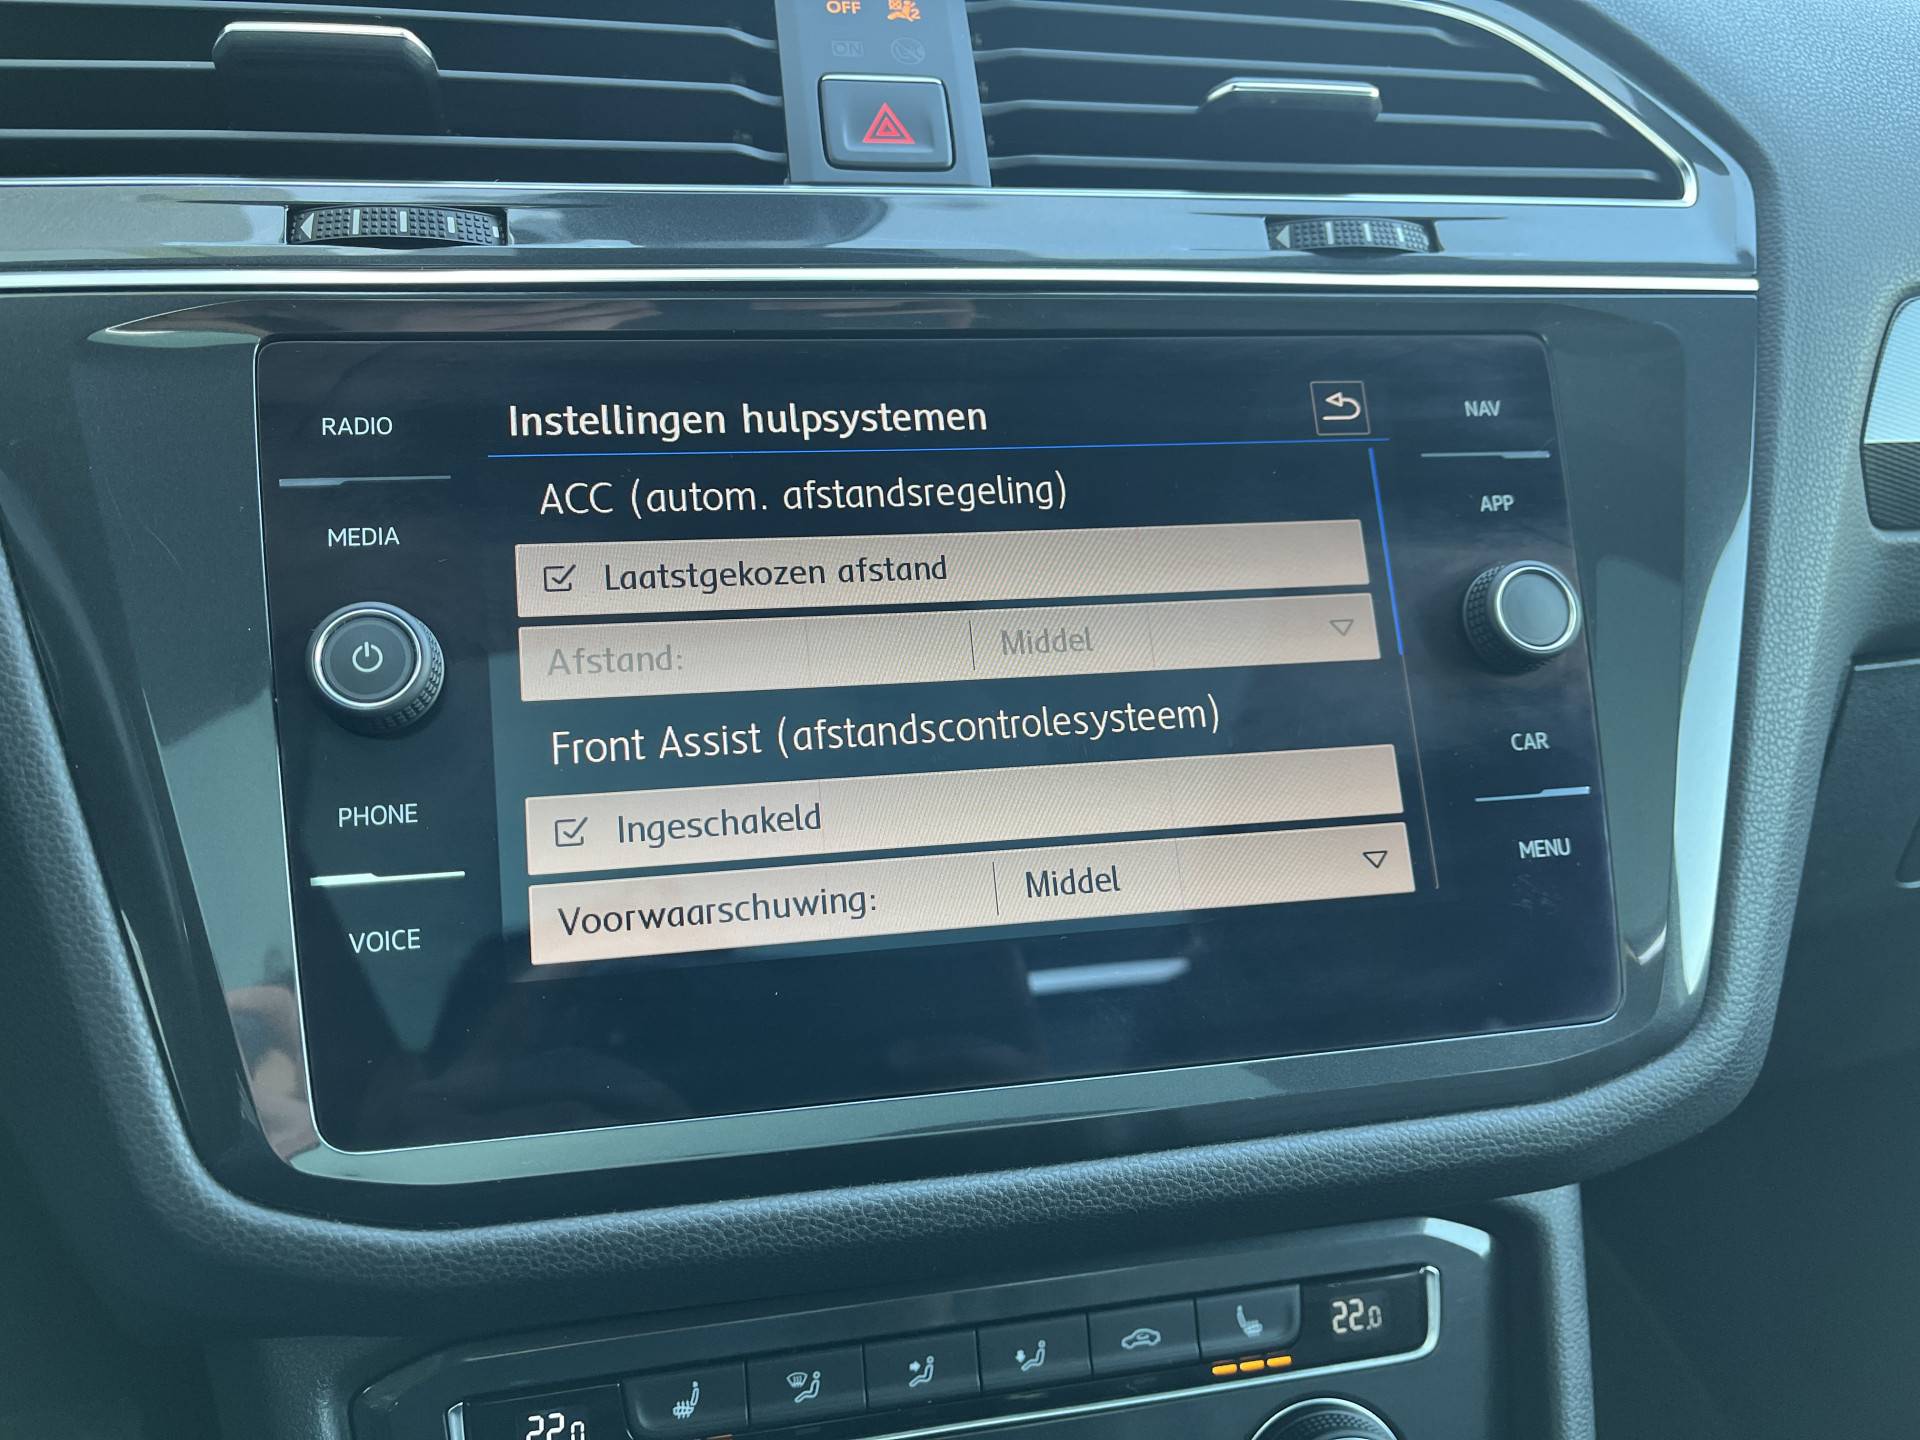 OFF
ON
RADIO
MEDIA
PHONE
VOICE
Instellingen hulpsystemen
ACC (autom. afstandsregeling)
Laatstgekozen afstand
Afstand: Middel
Front Assist (afstandscontrolesysteem)
Ingeschakeld
Voorwaarschuwing: Middel
NAV
APP
CAR
MENU
22.0
22.0